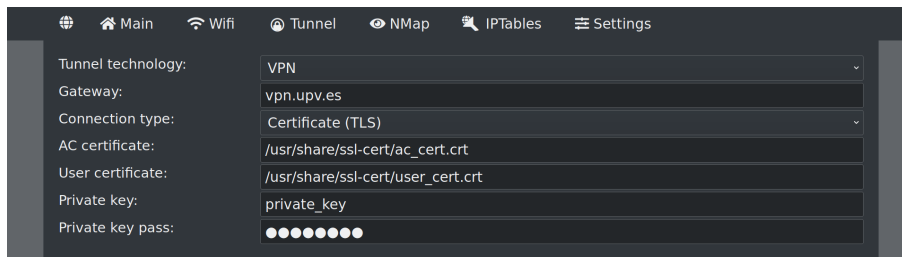 Main Wifi Tunnel NMap IPTables Settings
Tunnel technology: VPN
Gateway: vpn.upv.es
Connection type: Certificate (TLS)
AC certificate: /usr/share/ssl-cert/ac_cert.crt
User certificate: /usr/share/ssl-cert/user_cert.crt
Private key: private_key
Private key pass: ●●●●●●●●